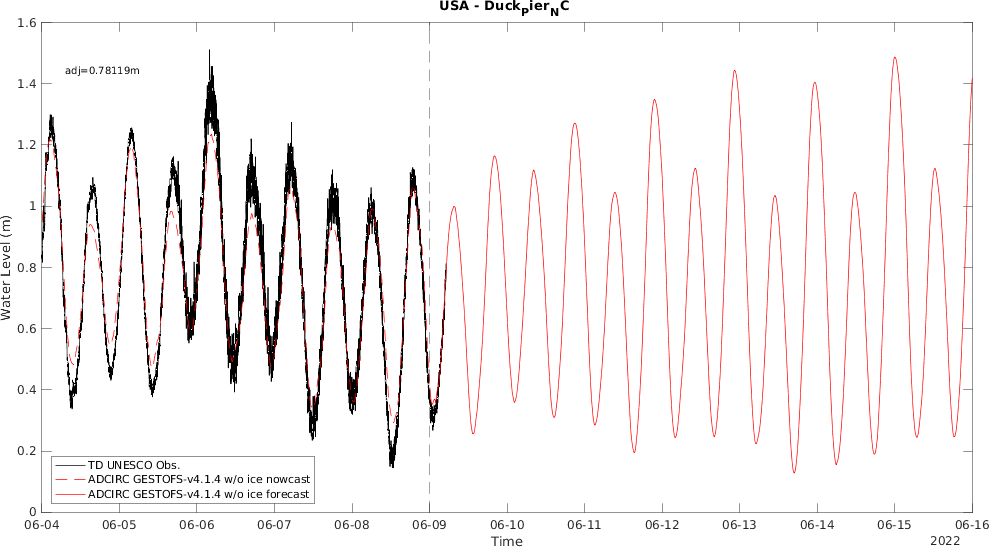 USA - DuckPierNC
adj=0.78119m
Water Level (m)
1.6
1.4
1.2
1
0.8
0.6
0.4
0.2
0
TD UNESCO Obs.
ADCIRC GESTOFS-v4.1.4 w/o ice nowcast
ADCIRC GESTOFS-v4.1.4 w/o ice forecast
06-04 06-05 06-06 06-07 06-08 06-09 06-10 06-11 06-12 06-13 06-14 06-15 06-16
Time
2022